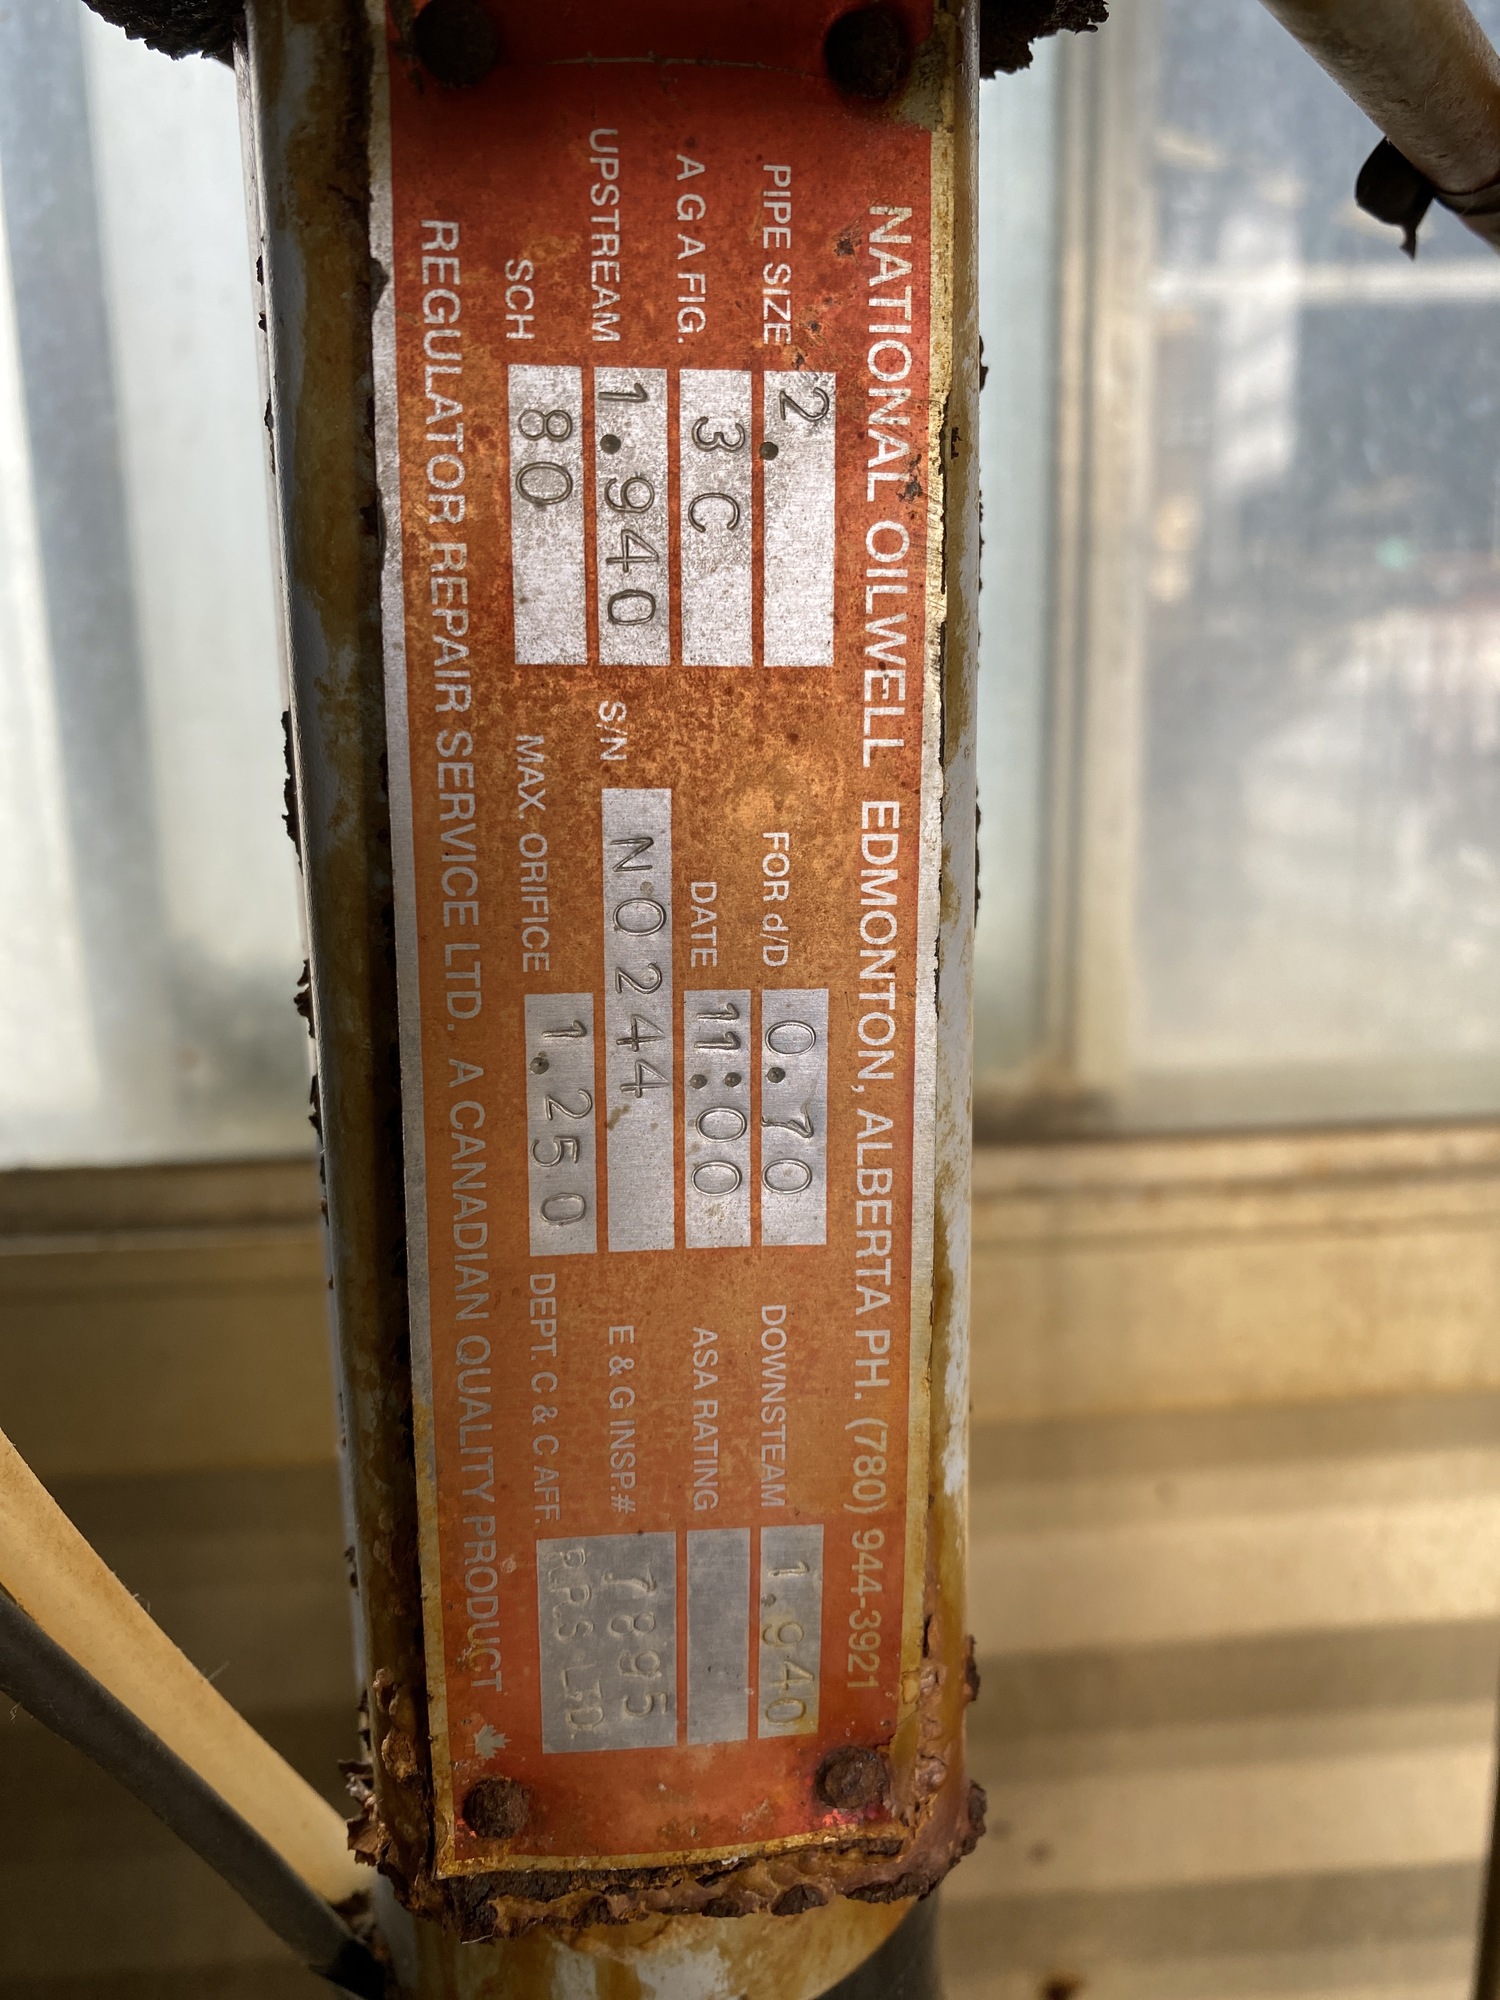 NATIONAL OILWELL EDMONTON, ALBERTA PH. (780) 944-3921
PIPE SIZE 2. FOR d/D 0.70 DOWNSTEAM 1.940
A G A FIG. 3 C DATE 11:00 ASA RATING
UPSTREAM 1.940 S/N NO244 E & G INSP.# 7895
SCH 80 MAX. ORIFICE 1.250 DEPT. C & C AFF. R.R.S LTD
REGULATOR REPAIR SERVICE LTD. A CANADIAN QUALITY PRODUCT